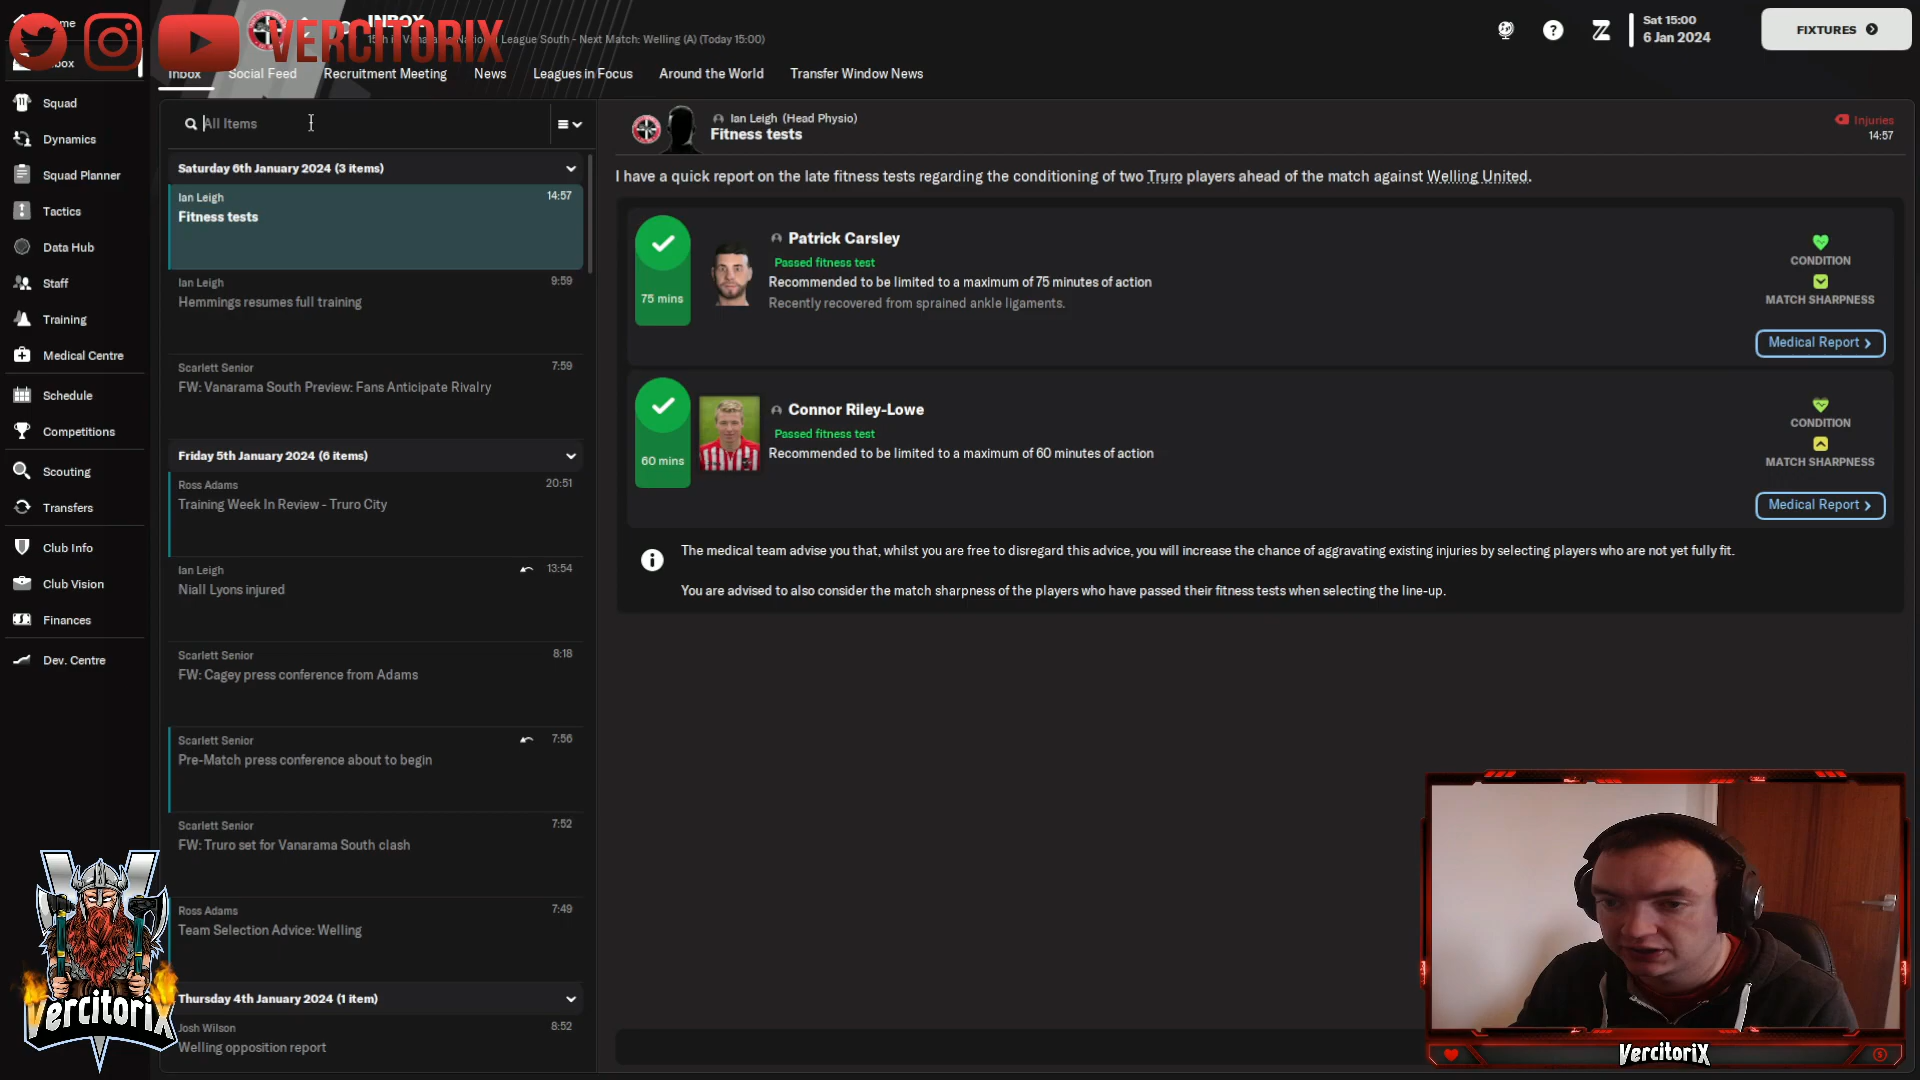 INBOX
VERCITORIX
League South - Next Match: Welling (A) (Today 15:00)
Sat 15:00
6 Jan 2024
FIXTURES
Inbox
Social Feed
Recruitment Meeting
News
Leagues in Focus
Around the World
Transfer Window News
Squad
Dynamics
Squad Planner
Tactics
Data Hub
Staff
Training
Medical Centre
Schedule
Competitions
Scouting
Transfers
Club Info
Club Vision
Finances
Dev. Centre
All Items
Saturday 6th January 2024 (3 items)
Ian Leigh 14:57
Fitness tests
Ian Leigh 9:59
Hemmings resumes full training
Scarlett Senior 7:59
FW: Vanarama South Preview: Fans Anticipate Rivalry
Friday 5th January 2024 (6 items)
Ross Adams 20:51
Training Week In Review - Truro City
Ian Leigh 13:54
Niall Lyons injured
Scarlett Senior 8:18
FW: Cagey press conference from Adams
Scarlett Senior 7:56
Pre-Match press conference about to begin
Scarlett Senior 7:52
FW: Truro set for Vanarama South clash
Ross Adams 7:49
Team Selection Advice: Welling
Thursday 4th January 2024 (1 item)
Josh Wilson 8:52
Welling opposition report
Ian Leigh (Head Physio)
Fitness tests
Injuries
14:57
I have a quick report on the late fitness tests regarding the conditioning of two Truro players ahead of the match against Welling United.
75 mins
Patrick Carsley
Passed fitness test
Recommended to be limited to a maximum of 75 minutes of action
Recently recovered from sprained ankle ligaments.
CONDITION
MATCH SHARPNESS
Medical Report
60 mins
Connor Riley-Lowe
Passed fitness test
Recommended to be limited to a maximum of 60 minutes of action
CONDITION
MATCH SHARPNESS
Medical Report
The medical team advise you that, whilst you are free to disregard this advice, you will increase the chance of aggravating existing injuries by selecting players who are not yet fully fit.
You are advised to also consider the match sharpness of the players who have passed their fitness tests when selecting the line-up.
VercitoriX
VercitoriX